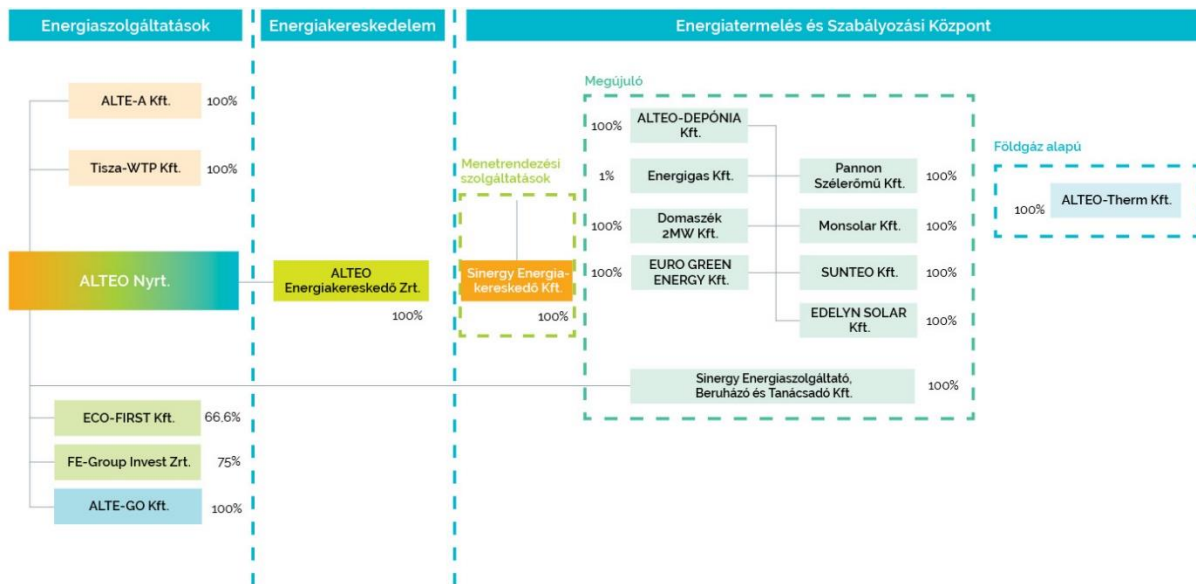 Energiaszolgáltatások
Energiakereskedelem
Energiatermelés és Szabályozási Központ
ALTE-A Kft.
100%
Tisza-WTP Kft.
100%
ALTEO Nyrt.
ECO-FIRST Kft.
66,6%
FE-Group Invest Zrt.
75%
ALTE-GO Kft.
100%
ALTEO
Energiakereskedő Zrt.
100%
Menetrendezési
szolgáltatások
Sinergy Energia-
kereskedő Kft.
100%
Megújuló
100%
ALTEO-DEPÓNIA
Kft.
1%
Energigas Kft.
100%
Domaszék
2MW Kft.
100%
EURO GREEN
ENERGY Kft.
Pannon
Szélerőmű Kft.
100%
Monsolar Kft.
100%
SUNTEO Kft.
100%
EDELYN SOLAR
Kft.
100%
Sinergy Energiaszolgáltató,
Beruházó és Tanácsadó Kft.
100%
Földgáz alapú
100%
ALTEO-Therm Kft.